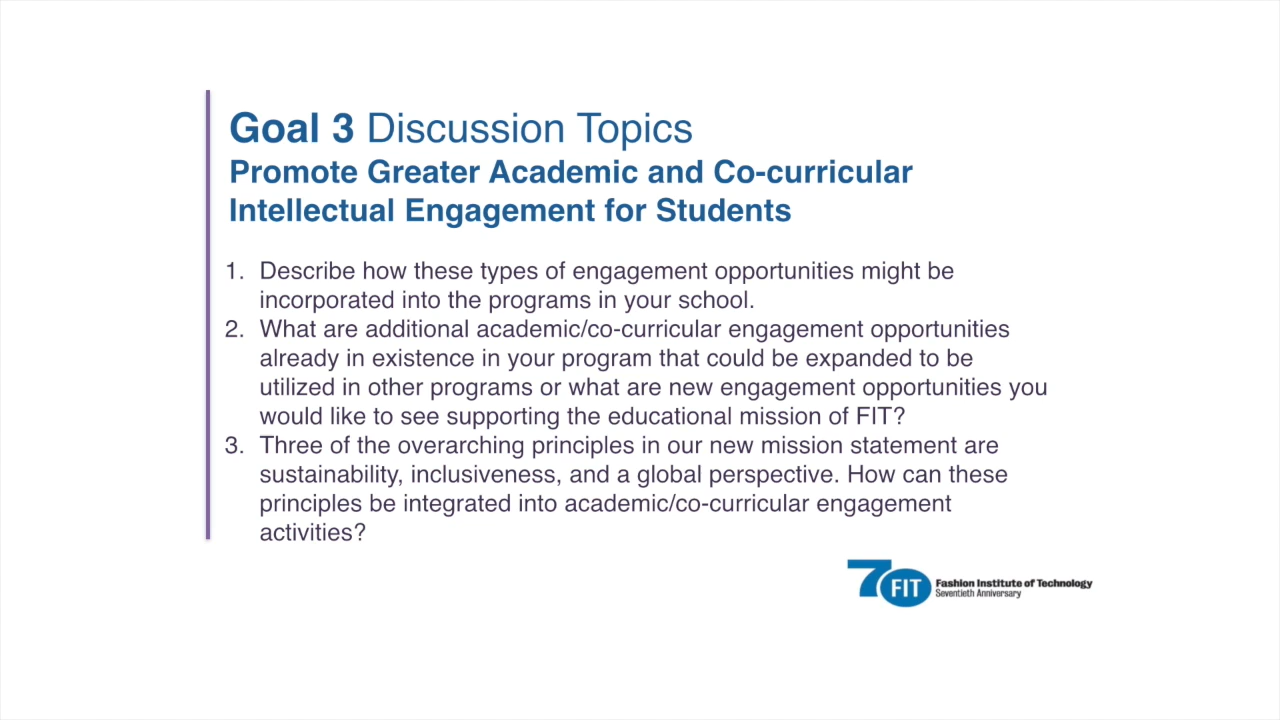 Goal 3 Discussion Topics
Promote Greater Academic and Co-curricular
Intellectual Engagement for Students
1. Describe how these types of engagement opportunities might be
incorporated into the programs in your school.
2. What are additional academic/co-curricular engagement opportunities
already in existence in your program that could be expanded to be
utilized in other programs or what are new engagement opportunities you
would like to see supporting the educational mission of FIT?
3. Three of the overarching principles in our new mission statement are
sustainability, inclusiveness, and a global perspective. How can these
principles be integrated into academic/co-curricular engagement
activities?
7 FIT
Fashion Institute of Technology
Seventieth Anniversary